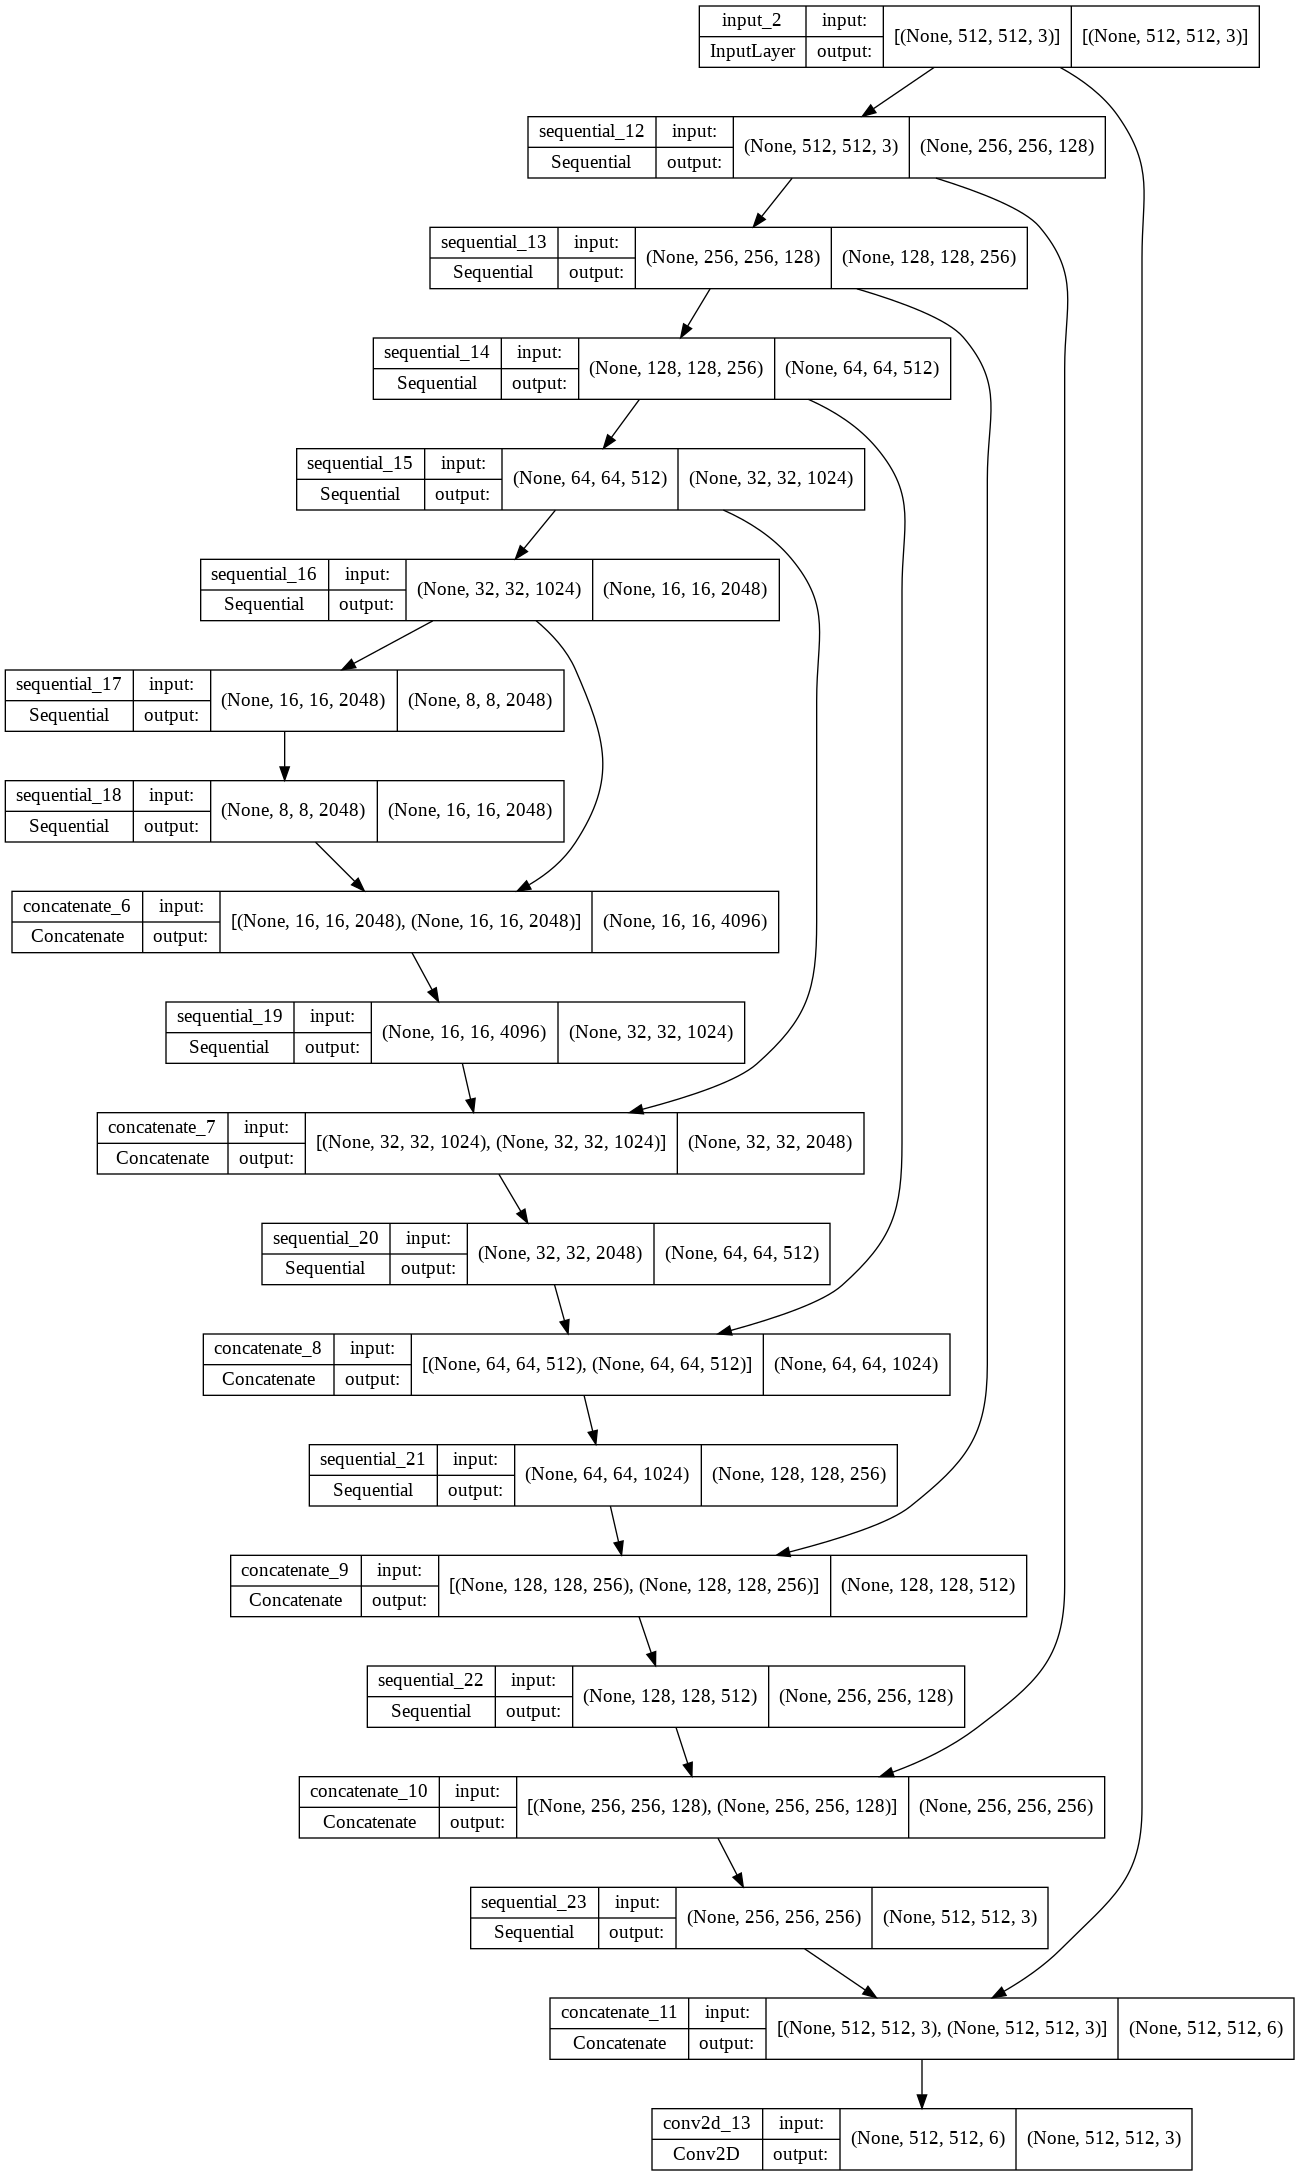 input_2 input: [(None, 512, 512, 3)] [(None, 512, 512, 3)]
InputLayer output:
sequential_12 input: (None, 512, 512, 3) (None, 256, 256, 128)
Sequential output:
sequential_13 input: (None, 256, 256, 128) (None, 128, 128, 256)
Sequential output:
sequential_14 input: (None, 128, 128, 256) (None, 64, 64, 512)
Sequential output:
sequential_15 input: (None, 64, 64, 512) (None, 32, 32, 1024)
Sequential output:
sequential_16 input: (None, 32, 32, 1024) (None, 16, 16, 2048)
Sequential output:
sequential_17 input: (None, 16, 16, 2048) (None, 8, 8, 2048)
Sequential output:
sequential_18 input: (None, 8, 8, 2048) (None, 16, 16, 2048)
Sequential output:
concatenate_6 input: [(None, 16, 16, 2048), (None, 16, 16, 2048)] (None, 16, 16, 4096)
Concatenate output:
sequential_19 input: (None, 16, 16, 4096) (None, 32, 32, 1024)
Sequential output:
concatenate_7 input: [(None, 32, 32, 1024), (None, 32, 32, 1024)] (None, 32, 32, 2048)
Concatenate output:
sequential_20 input: (None, 32, 32, 2048) (None, 64, 64, 512)
Sequential output:
concatenate_8 input: [(None, 64, 64, 512), (None, 64, 64, 512)] (None, 64, 64, 1024)
Concatenate output:
sequential_21 input: (None, 64, 64, 1024) (None, 128, 128, 256)
Sequential output:
concatenate_9 input: [(None, 128, 128, 256), (None, 128, 128, 256)] (None, 128, 128, 512)
Concatenate output:
sequential_22 input: (None, 128, 128, 512) (None, 256, 256, 128)
Sequential output:
concatenate_10 input: [(None, 256, 256, 128), (None, 256, 256, 128)] (None, 256, 256, 256)
Concatenate output:
sequential_23 input: (None, 256, 256, 256) (None, 512, 512, 3)
Sequential output:
concatenate_11 input: [(None, 512, 512, 3), (None, 512, 512, 3)] (None, 512, 512, 6)
Concatenate output:
conv2d_13 input: (None, 512, 512, 6) (None, 512, 512, 3)
Conv2D output: